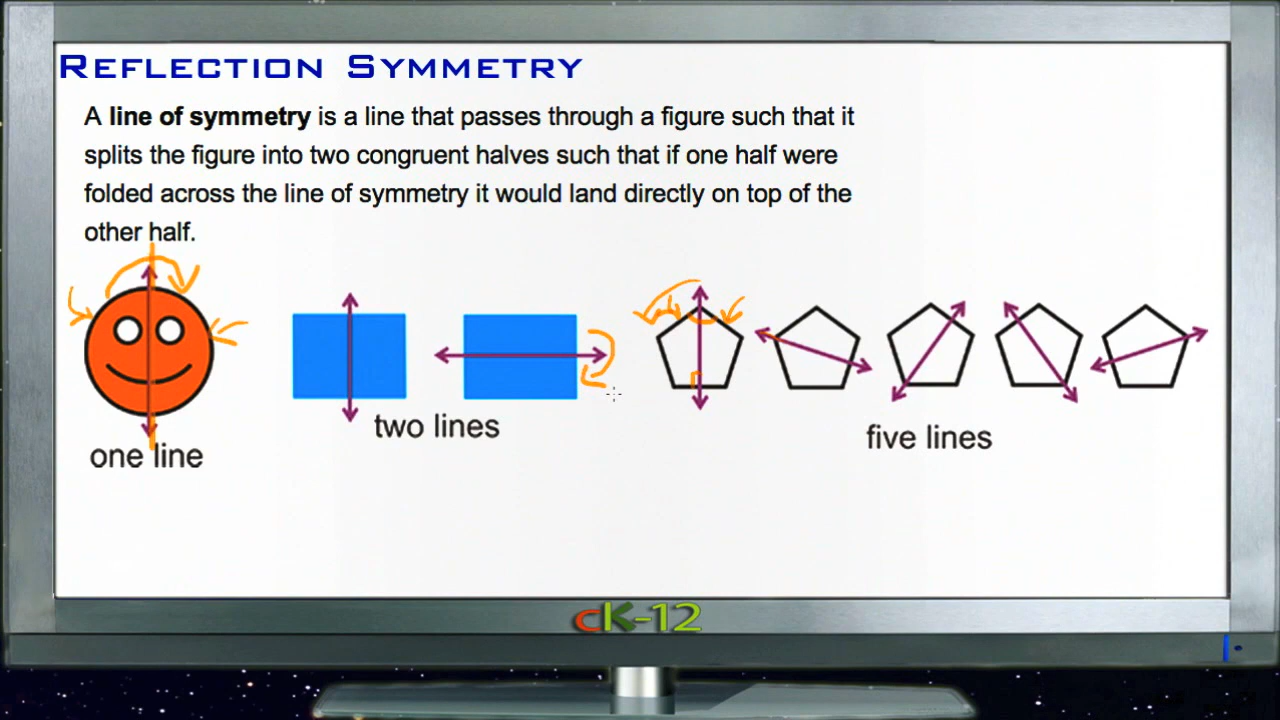 REFLECTION SYMMETRY
A line of symmetry is a line that passes through a figure such that it
splits the figure into two congruent halves such that if one half were
folded across the line of symmetry it would land directly on top of the
other half.
one line
two lines
five lines
cK-12